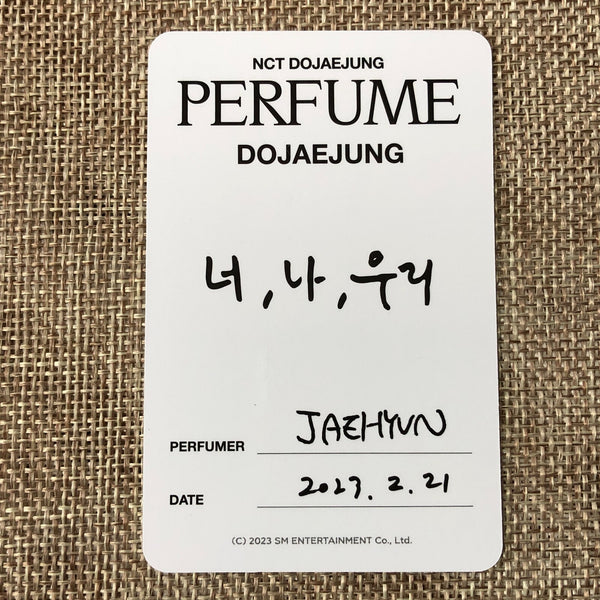 NCT DOJAEJUNG
PERFUME
DOJAEJUNG
너, 나, 우리
PERFUMER JAEHYUN
DATE 2023. 2. 21
(C) 2023 SM ENTERTAINMENT Co., Ltd.